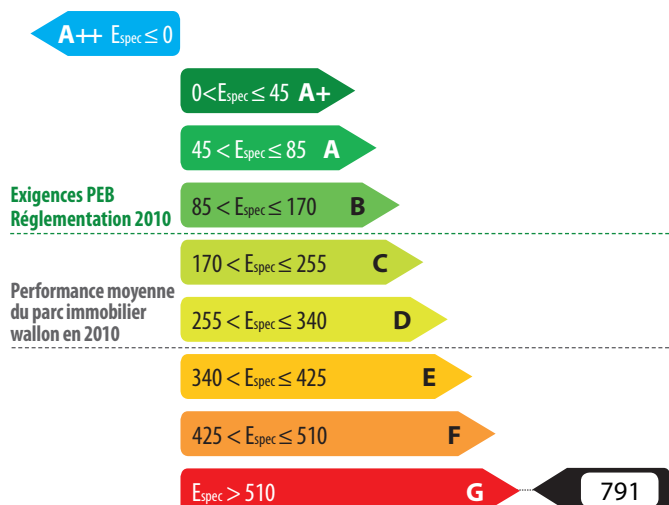 A++ Espec ≤ 0
0<Espec ≤ 45 A+
45 < Espec ≤ 85 A
Exigences PEB
Réglementation 2010
85 < Espec ≤ 170 B
170 < Espec ≤ 255 C
Performance moyenne
du parc immobilier
wallon en 2010
255 < Espec ≤ 340 D
340 < Espec ≤ 425 E
425 < Espec ≤ 510 F
Espec > 510 G 791